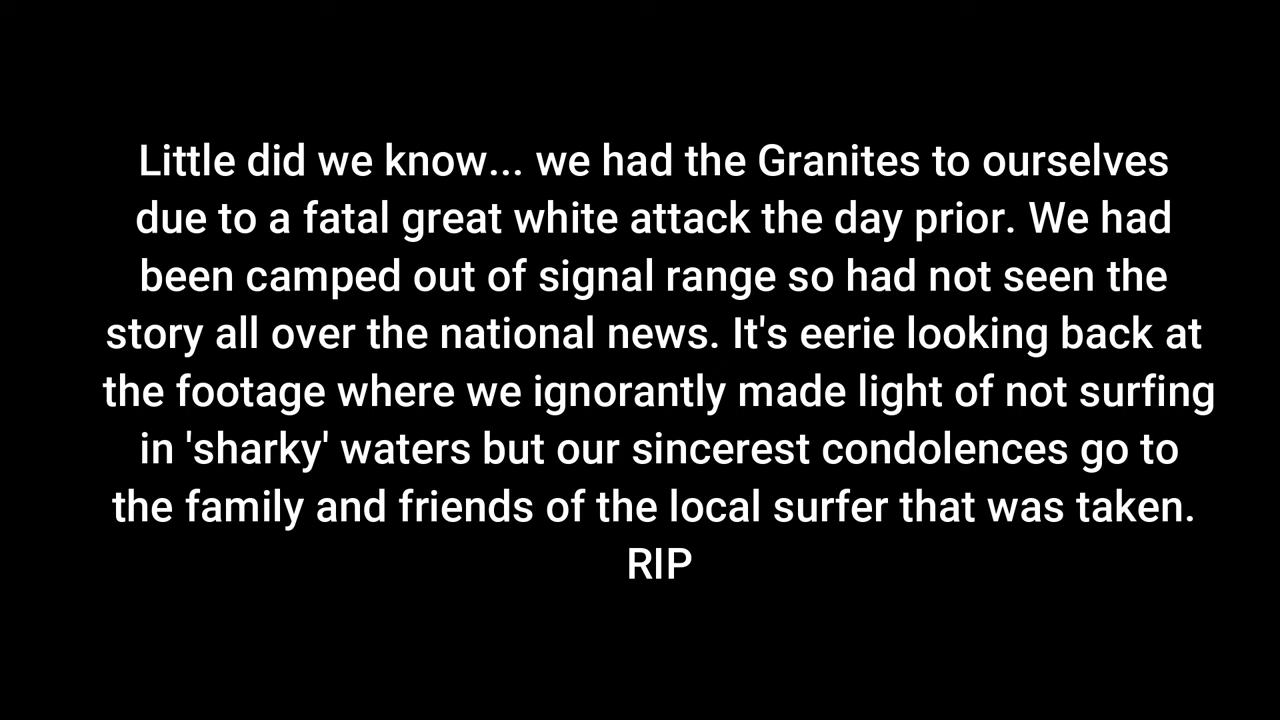 Little did we know... we had the Granites to ourselves
due to a fatal great white attack the day prior. We had
been camped out of signal range so had not seen the
story all over the national news. It's eerie looking back at
the footage where we ignorantly made light of not surfing
in 'sharky' waters but our sincerest condolences go to
the family and friends of the local surfer that was taken.
RIP